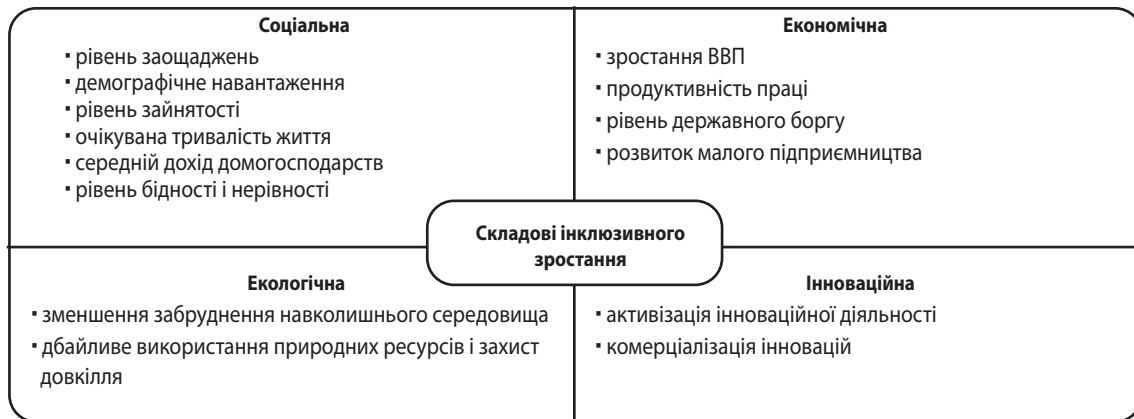 Соціальна
▪ рівень заощаджень
▪ демографічне навантаження
▪ рівень зайнятості
▪ очікувана тривалість життя
▪ середній дохід домогосподарств
▪ рівень бідності і нерівності
Економічна
▪ зростання ВВП
▪ продуктивність праці
▪ рівень державного боргу
▪ розвиток малого підприємництва
Складові інклюзивного
зростання
Екологічна
▪ зменшення забруднення навколишнього середовища
▪ дбайливе використання природних ресурсів і захист
довкілля
Інноваційна
▪ активізація інноваційної діяльності
▪ комерціалізація інновацій